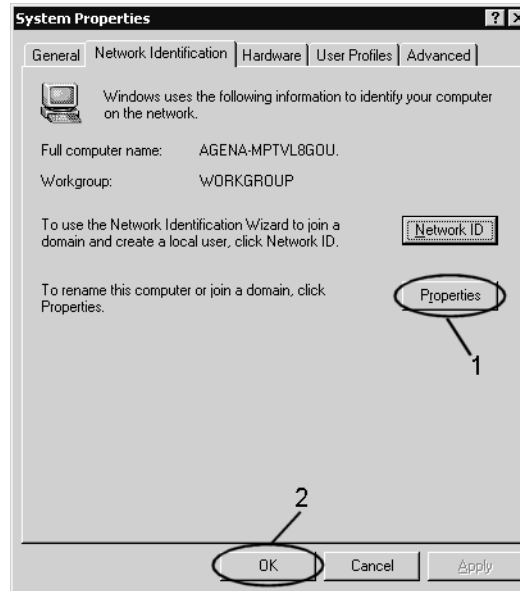 System Properties
General Network Identification Hardware User Profiles Advanced
Windows uses the following information to identify your computer
on the network.
Full computer name: AGENA-MPTVL8GOU.
Workgroup: WORKGROUP
To use the Network Identification Wizard to join a
domain and create a local user, click Network ID.
Network ID
To rename this computer or join a domain, click
Properties.
Properties
1
2
OK Cancel Apply